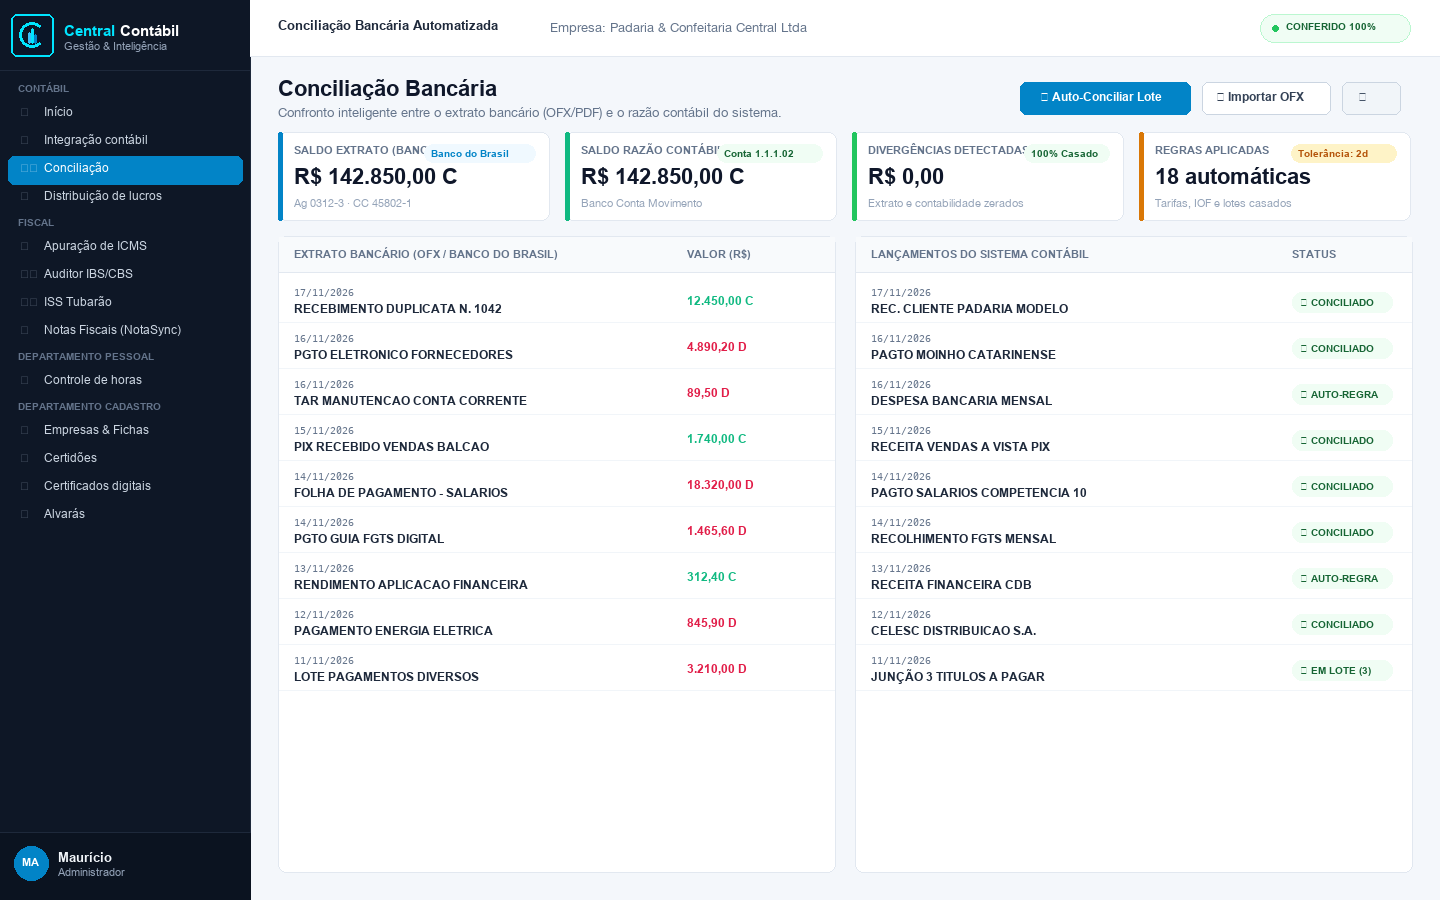 Central Contábil
Gestão & Inteligência
CONTÁBIL
Início
Integração contábil
Conciliação
Distribuição de lucros
FISCAL
Apuração de ICMS
Auditor IBS/CBS
ISS Tubarão
Notas Fiscais (NotaSync)
DEPARTAMENTO PESSOAL
Controle de horas
DEPARTAMENTO CADASTRO
Empresas & Fichas
Certidões
Certificados digitais
Alvarás
MA
Maurício
Administrador
Conciliação Bancária Automatizada
Empresa: Padaria & Confeitaria Central Ltda
CONFERIDO 100%
Conciliação Bancária
Confronto inteligente entre o extrato bancário (OFX/PDF) e o razão contábil do sistema.
Auto-Conciliar Lote
Importar OFX
SALDO EXTRATO (BANC
Banco do Brasil
R$ 142.850,00 C
Ag 0312-3 · CC 45802-1
SALDO RAZÃO CONTÁBI
Conta 1.1.1.02
R$ 142.850,00 C
Banco Conta Movimento
DIVERGÊNCIAS DETECTADAS
100% Casado
R$ 0,00
Extrato e contabilidade zerados
REGRAS APLICADAS
Tolerância: 2d
18 automáticas
Tarifas, IOF e lotes casados
EXTRATO BANCÁRIO (OFX / BANCO DO BRASIL)
VALOR (R$)
17/11/2026
RECEBIMENTO DUPLICATA N. 1042
12.450,00 C
16/11/2026
PGTO ELETRONICO FORNECEDORES
4.890,20 D
16/11/2026
TAR MANUTENCAO CONTA CORRENTE
89,50 D
15/11/2026
PIX RECEBIDO VENDAS BALCAO
1.740,00 C
14/11/2026
FOLHA DE PAGAMENTO - SALARIOS
18.320,00 D
14/11/2026
PGTO GUIA FGTS DIGITAL
1.465,60 D
13/11/2026
RENDIMENTO APLICACAO FINANCEIRA
312,40 C
12/11/2026
PAGAMENTO ENERGIA ELETRICA
845,90 D
11/11/2026
LOTE PAGAMENTOS DIVERSOS
3.210,00 D
LANÇAMENTOS DO SISTEMA CONTÁBIL
STATUS
17/11/2026
REC. CLIENTE PADARIA MODELO
CONCILIADO
16/11/2026
PAGTO MOINHO CATARINENSE
CONCILIADO
16/11/2026
DESPESA BANCARIA MENSAL
AUTO-REGRA
15/11/2026
RECEITA VENDAS A VISTA PIX
CONCILIADO
14/11/2026
PAGTO SALARIOS COMPETENCIA 10
CONCILIADO
14/11/2026
RECOLHIMENTO FGTS MENSAL
CONCILIADO
13/11/2026
RECEITA FINANCEIRA CDB
AUTO-REGRA
12/11/2026
CELESC DISTRIBUICAO S.A.
CONCILIADO
11/11/2026
JUNÇÃO 3 TITULOS A PAGAR
EM LOTE (3)